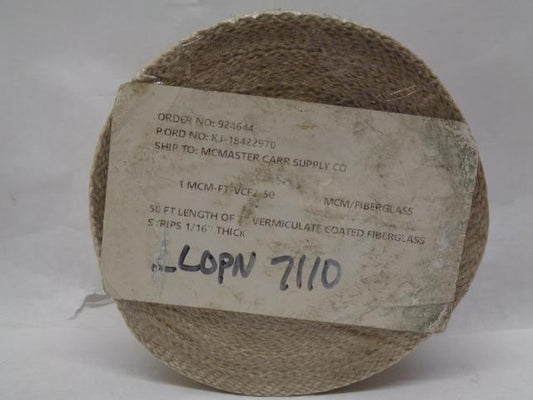 ORDER NO: 924644
P.ORD NO: KJ-18422970
SHIP TO: MCMASTER CARR SUPPLY CO
1 MCM-FT-VCF2-50 MCM/FIBERGLASS
50 FT LENGTH OF 2" VERMICULATE COATED FIBERGLASS
STRIPS 1/16" THICK
LOPN 7110